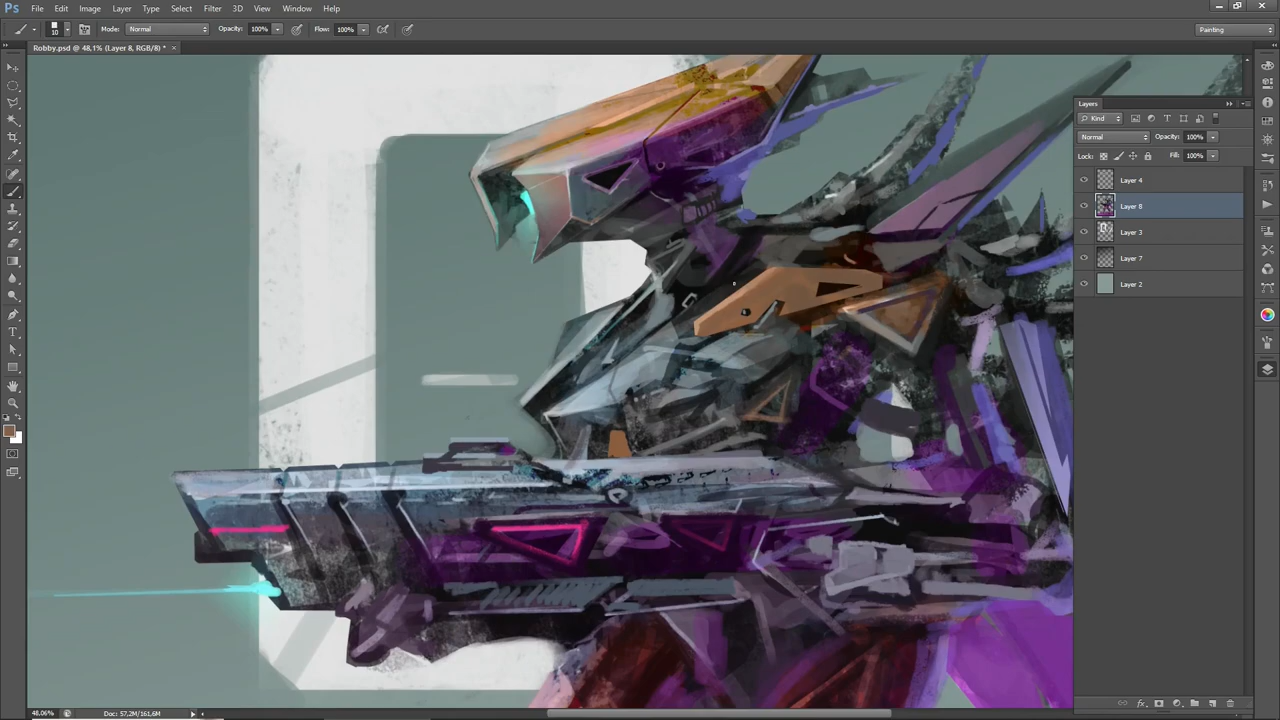 Ps File Edit Image Layer Type Select Filter 3D View Window Help
10 Mode: Normal Opacity: 100% Flow: 100% Painting
Robby.psd @ 48,1% (Layer 8, RGB/8) * ×
Layers
Kind
Normal Opacity: 100%
Lock: Fill: 100%
Layer 4
Layer 8
Layer 3
Layer 7
Layer 2
48.06% Doc: 57,2M/161,6M